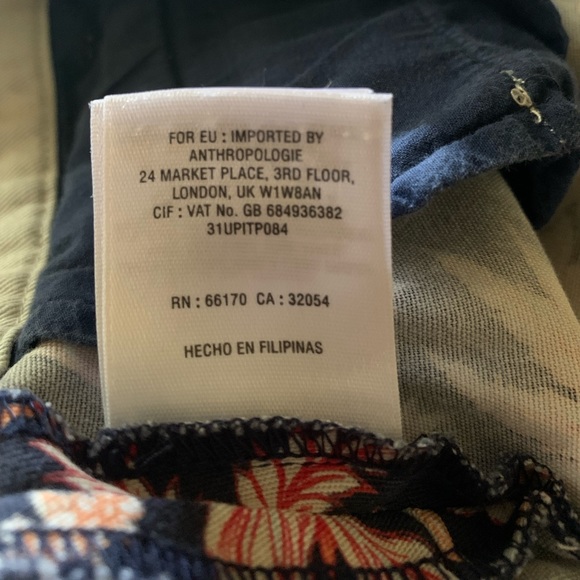 FOR EU : IMPORTED BY
ANTHROPOLOGIE
24 MARKET PLACE, 3RD FLOOR,
LONDON, UK W1W8AN
CIF : VAT No. GB 684936382
31UPITP084
RN : 66170 CA : 32054
HECHO EN FILIPINAS